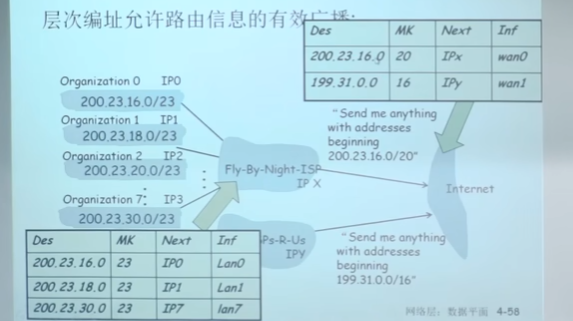 层次编址允许路由信息的有效广播:
Des MK Next Inf
200.23.16.0 20 IPx wan0
199.31.0.0 16 IPy wan1
Organization 0 IP0
200.23.16.0/23
Organization 1 IP1
200.23.18.0/23
Organization 2 IP2
200.23.20.0/23
Organization 7 IP3
200.23.30.0/23
Fly-By-Night-ISP
IP X
"Send me anything
with addresses
beginning
200.23.16.0/20"
Internet
Ps-R-Us
IPY
"Send me anything
with addresses
beginning
199.31.0.0/16"
Des MK Next Inf
200.23.16.0 23 IP0 Lan0
200.23.18.0 23 IP1 Lan1
200.23.30.0 23 IP7 lan7
网络层：数据平面 4-58